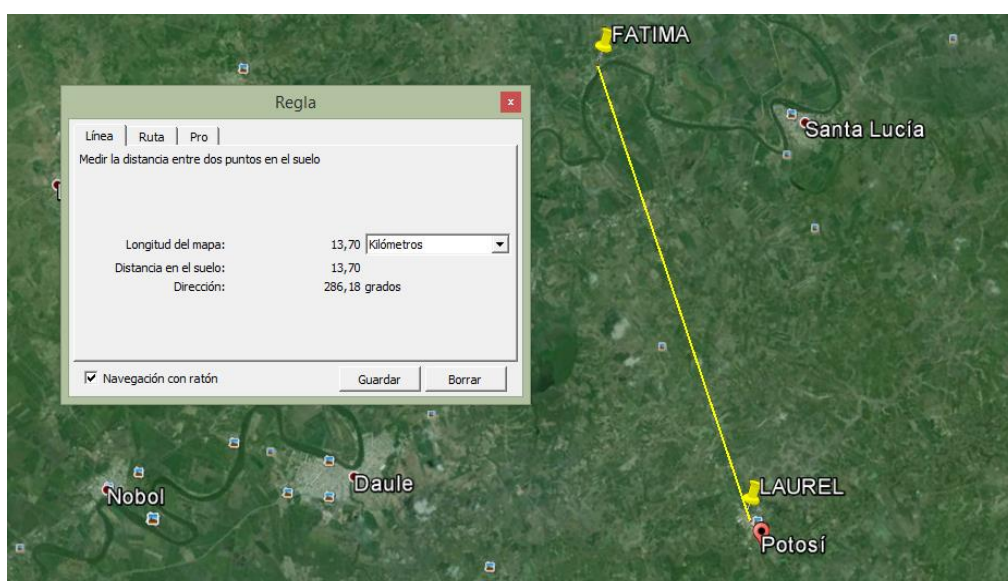 FATIMA
Santa Lucía
Regla
x
Línea Ruta Pro
Medir la distancia entre dos puntos en el suelo
Longitud del mapa: 13,70 Kilómetros
Distancia en el suelo: 13,70
Dirección: 286,18 grados
Navegación con ratón Guardar Borrar
Nobol
Daule
LAUREL
Potosí